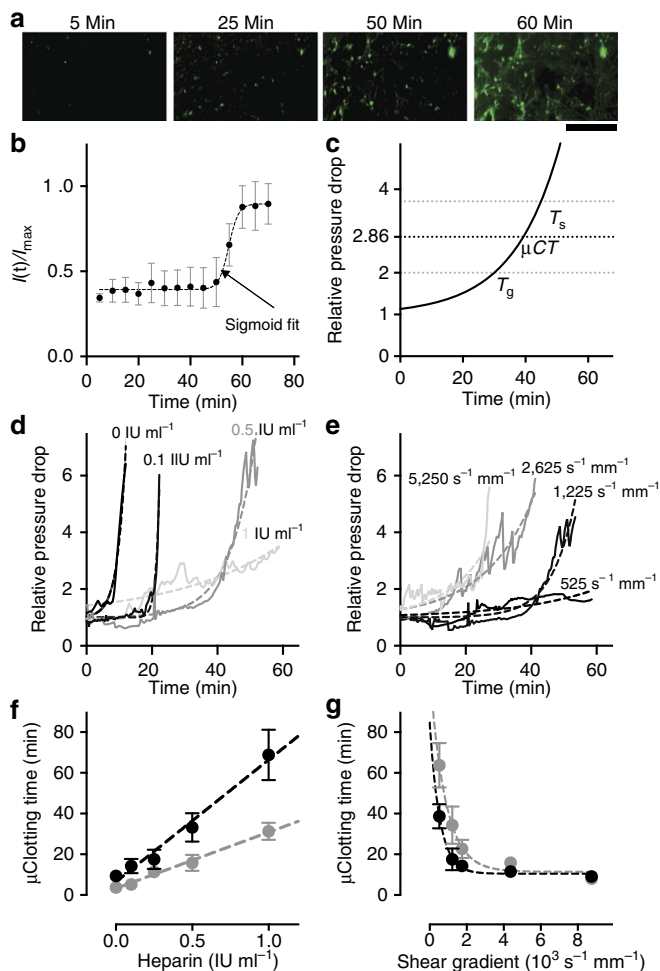 a
5 Min 25 Min 50 Min 60 Min
b
I(t)/Imax
1.0
0.5
0.0
0 20 40 60 80
Time (min)
Sigmoid fit
c
Relative pressure drop
4
2.86
2
1
0
Ts
μCT
Tg
0 20 40 60
Time (min)
d
Relative pressure drop
6
4
2
0
0 IU ml⁻¹
0.1 IIU ml⁻¹
0.5 IU ml⁻¹
1 IU ml⁻¹
0 20 40 60
Time (min)
e
Relative pressure drop
6
4
2
0
5,250 s⁻¹ mm⁻¹
2,625 s⁻¹ mm⁻¹
1,225 s⁻¹ mm⁻¹
525 s⁻¹ mm⁻¹
0 20 40 60
Time (min)
f
μClotting time (min)
80
60
40
20
0
0.0 0.5 1.0
Heparin (IU ml⁻¹)
g
μClotting time (min)
80
60
40
20
0
0 2 4 6 8
Shear gradient (10³ s⁻¹ mm⁻¹)